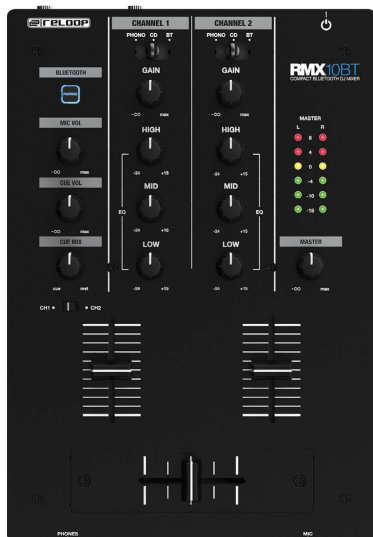 reloop
CHANNEL 1
CHANNEL 2
PHONO CD BT
PHONO CD BT
GAIN
GAIN
-∞ max
-∞ max
RMX10BT
COMPACT BLUETOOTH DJ MIXER
BLUETOOTH
PAIRING
MIC VOL
-∞ max
HIGH
HIGH
-24 +15
-24 +15
MASTER
L R
8
4
0
-4
-10
-18
CUE VOL
-∞ max
MID
MID
EQ
EQ
-24 +15
-24 +15
CUE MIX
cue mst
LOW
LOW
-24 +15
-24 +15
MASTER
-∞ max
CH1 CH2
PHONES
MIC